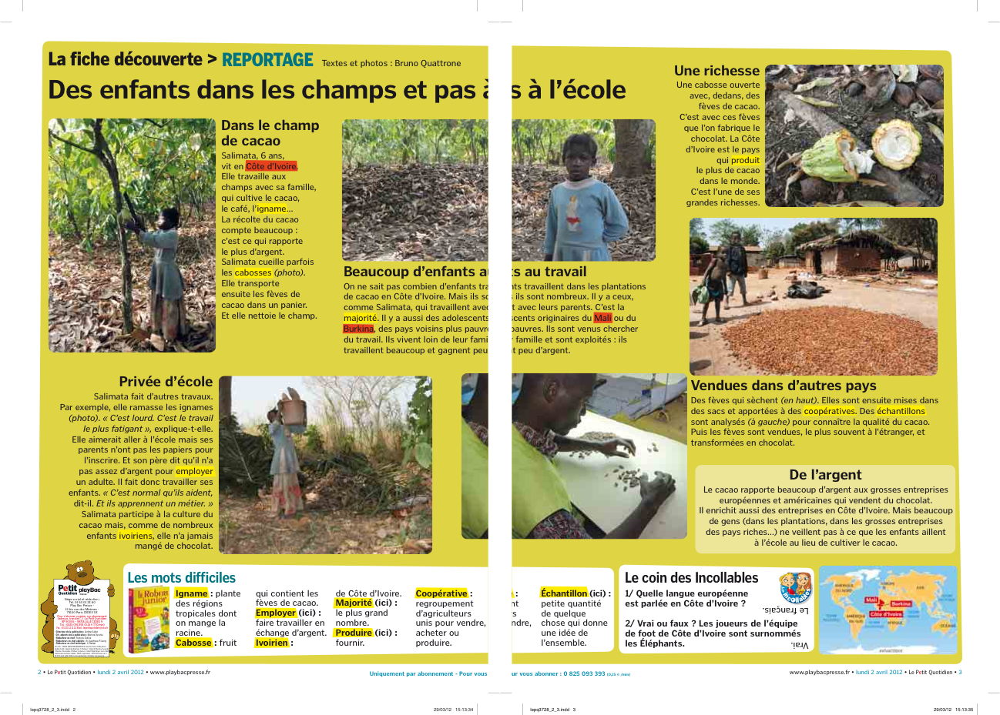 La fiche découverte > REPORTAGE Textes et photos : Bruno Quattrone
Des enfants dans les champs et pas à
s à l'école
Dans le champ
de cacao
Salimata, 6 ans,
vit en Côte d'Ivoire.
Elle travaille aux
champs avec sa famille,
qui cultive le cacao,
le café, l'igname...
La récolte du cacao
compte beaucoup :
c'est ce qui rapporte
le plus d'argent.
Salimata cueille parfois
les cabosses (photo).
Elle transporte
ensuite les fèves de
cacao dans un panier.
Et elle nettoie le champ.
Beaucoup d'enfants au
On ne sait pas combien d'enfants tra
de cacao en Côte d'Ivoire. Mais ils so
comme Salimata, qui travaillent avec
majorité. Il y a aussi des adolescents
Burkina, des pays voisins plus pauvre
du travail. Ils vivent loin de leur fami
travaillent beaucoup et gagnent peu
ts au travail
nts travaillent dans les plantations
s ils sont nombreux. Il y a ceux,
t avec leurs parents. C'est la
scents originaires du Mali ou du
pauvres. Ils sont venus chercher
r famille et sont exploités : ils
nt peu d'argent.
Une richesse
Une cabosse ouverte
avec, dedans, des
fèves de cacao.
C'est avec ces fèves
que l'on fabrique le
chocolat. La Côte
d'Ivoire est le pays
qui produit
le plus de cacao
dans le monde.
C'est l'une de ses
grandes richesses.
Privée d'école
Salimata fait d'autres travaux.
Par exemple, elle ramasse les ignames
(photo). « C'est lourd. C'est le travail
le plus fatigant », explique-t-elle.
Elle aimerait aller à l'école mais ses
parents n'ont pas les papiers pour
l'inscrire. Et son père dit qu'il n'a
pas assez d'argent pour employer
un adulte. Il fait donc travailler ses
enfants. « C'est normal qu'ils aident,
dit-il. Et ils apprennent un métier. »
Salimata participe à la culture du
cacao mais, comme de nombreux
enfants ivoiriens, elle n'a jamais
mangé de chocolat.
Vendues dans d'autres pays
Des fèves qui sèchent (en haut). Elles sont ensuite mises dans
des sacs et apportées à des coopératives. Des échantillons
sont analysés (à gauche) pour connaître la qualité du cacao.
Puis les fèves sont vendues, le plus souvent à l'étranger, et
transformées en chocolat.
De l'argent
Le cacao rapporte beaucoup d'argent aux grosses entreprises
européennes et américaines qui vendent du chocolat.
Il enrichit aussi des entreprises en Côte d'Ivoire. Mais beaucoup
de gens (dans les plantations, dans les grosses entreprises
des pays riches...) ne veillent pas à ce que les enfants aillent
à l'école au lieu de cultiver le cacao.
Petit Quotidien playBac
Les mots difficiles
le Robert
junior
Igname : plante
des régions
tropicales dont
on mange la
racine.
Cabosse : fruit
qui contient les
fèves de cacao.
Employer (ici) :
faire travailler en
échange d'argent.
Ivoirien :
de Côte d'Ivoire.
Majorité (ici) :
le plus grand
nombre.
Produire (ici) :
fournir.
Coopérative :
regroupement
d'agriculteurs
unis pour vendre,
acheter ou
produire.
:
nt
rs
ndre,
Échantillon (ici) :
petite quantité
de quelque
chose qui donne
une idée de
l'ensemble.
Le coin des Incollables
les incollables
1/ Quelle langue européenne
est parlée en Côte d'Ivoire ?
Le français.
2/ Vrai ou faux ? Les joueurs de l'équipe
de foot de Côte d'Ivoire sont surnommés
les Éléphants.
Vrai.
Mali
Burkina
Côte d'Ivoire
2 • Le Petit Quotidien • lundi 2 avril 2012 • www.playbacpresse.fr
Uniquement par abonnement - Pour vous
ur vous abonner : 0 825 093 393 (0,15 € /min)
www.playbacpresse.fr • lundi 2 avril 2012 • Le Petit Quotidien • 3
lepq3728_2_3.indd 2
29/03/12 15:13:34
lepq3728_2_3.indd 3
29/03/12 15:13:35